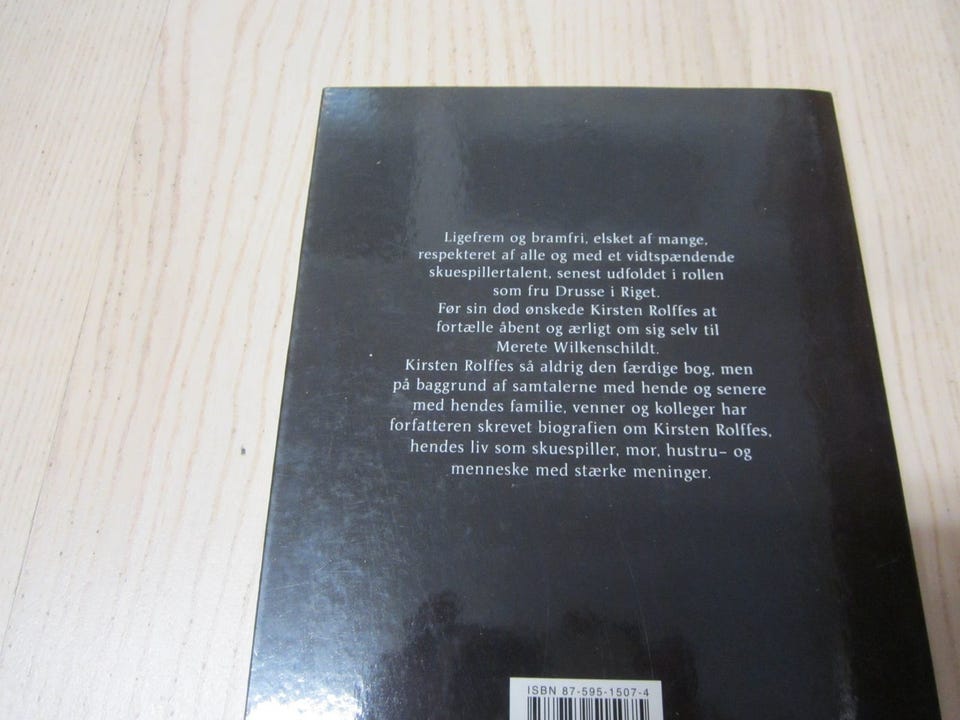 Ligefrem og bramfri, elsket af mange,
respekteret af alle og med et vidtspændende
skuespillertalent, senest udfoldet i rollen
som fru Drusse i Riget.
Før sin død ønskede Kirsten Rolffes at
fortælle åbent og ærligt om sig selv til
Merete Wilkenschildt.
Kirsten Rolffes så aldrig den færdige bog, men
på baggrund af samtalerne med hende og senere
med hendes familie, venner og kolleger har
forfatteren skrevet biografien om Kirsten Rolffes,
hendes liv som skuespiller, mor, hustru– og
menneske med stærke meninger.
ISBN 87-595-1507-4